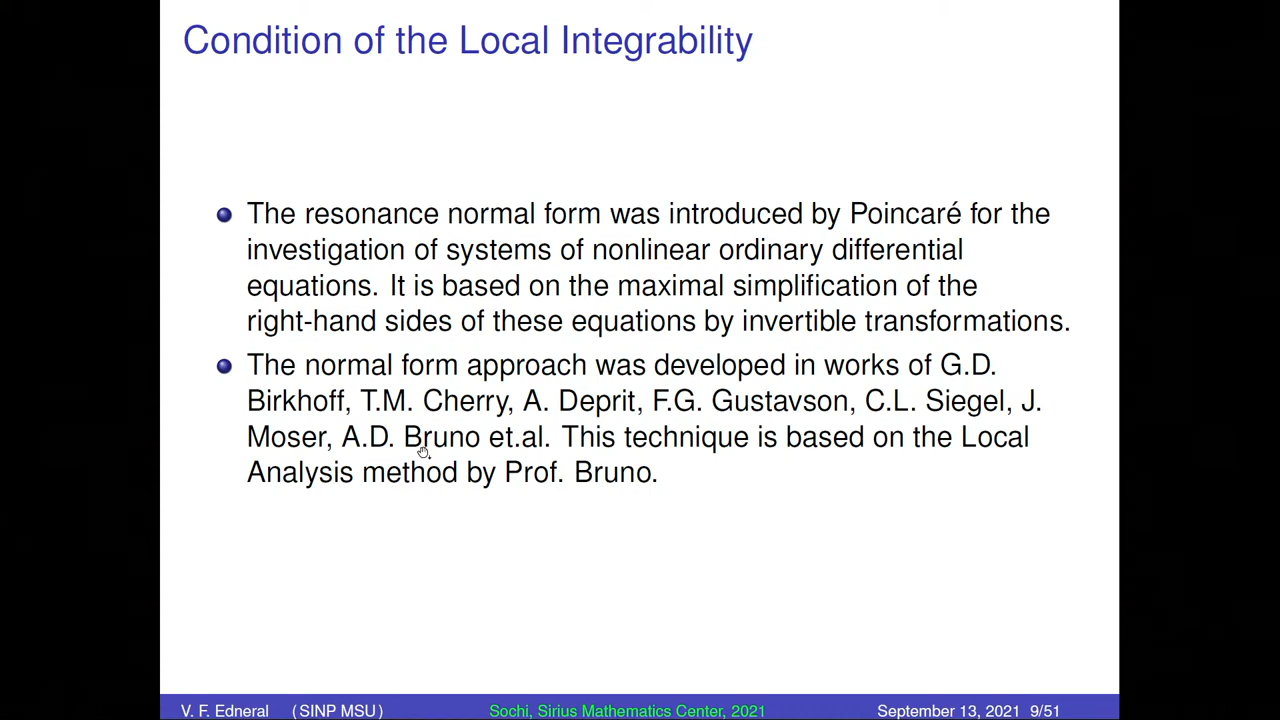 Condition of the Local Integrability
The resonance normal form was introduced by Poincaré for the
investigation of systems of nonlinear ordinary differential
equations. It is based on the maximal simplification of the
right-hand sides of these equations by invertible transformations.
The normal form approach was developed in works of G.D.
Birkhoff, T.M. Cherry, A. Deprit, F.G. Gustavson, C.L. Siegel, J.
Moser, A.D. Bruno et.al. This technique is based on the Local
Analysis method by Prof. Bruno.
V. F. Edneral (SINP MSU) Sochi, Sirius Mathematics Center, 2021 September 13, 2021 9/51